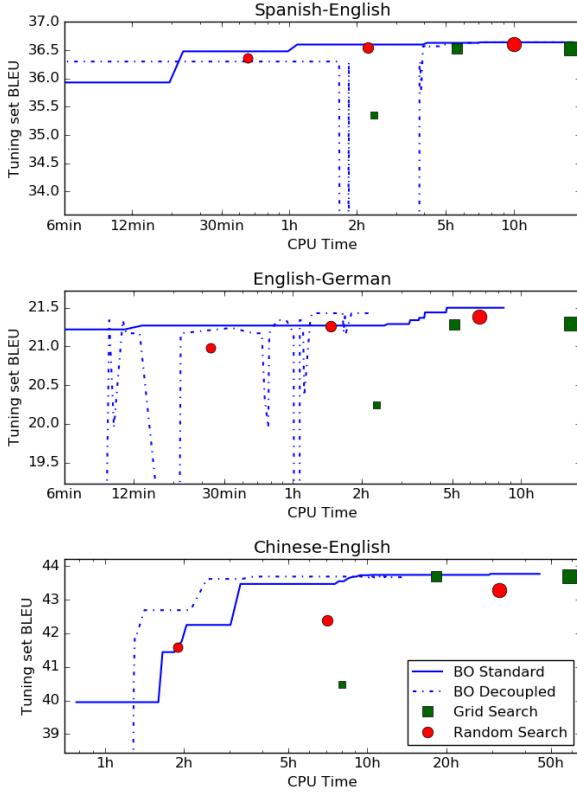 Spanish-English
37.0
36.5
36.0
35.5
35.0
34.5
34.0
Tuning set BLEU
6min 12min 30min 1h 2h 5h 10h
CPU Time
English-German
21.5
21.0
20.5
20.0
19.5
Tuning set BLEU
6min 12min 30min 1h 2h 5h 10h
CPU Time
Chinese-English
44
43
42
41
40
39
Tuning set BLEU
BO Standard
BO Decoupled
Grid Search
Random Search
1h 2h 5h 10h 20h 50h
CPU Time